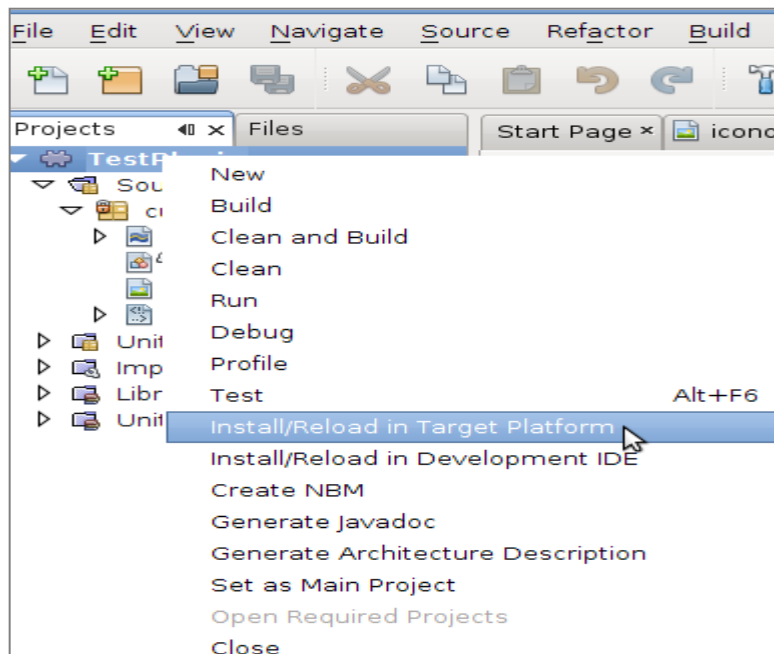 File Edit View Navigate Source Refactor Build
Projects Files Start Page
New
Build
Clean and Build
Clean
Run
Debug
Profile
Test Alt+F6
Install/Reload in Target Platform
Install/Reload in Development IDE
Create NBM
Generate Javadoc
Generate Architecture Description
Set as Main Project
Open Required Projects
Close